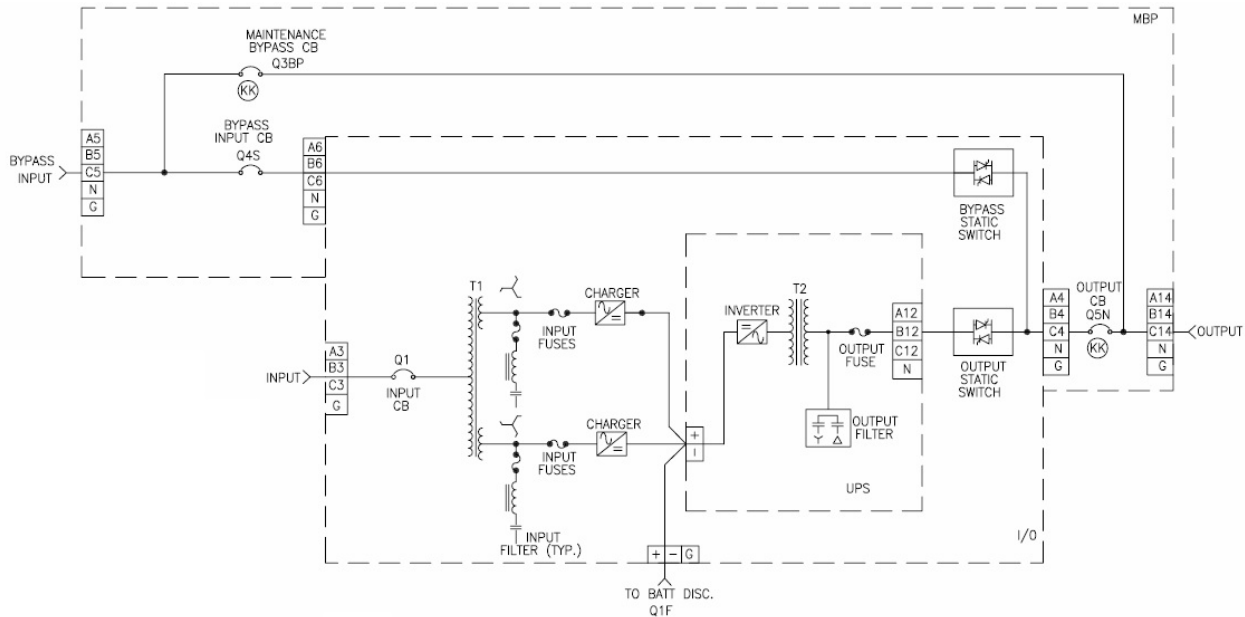 MBP
MAINTENANCE
BYPASS CB
Q3BP
KK
BYPASS
INPUT CB
Q4S
BYPASS
INPUT
A5
B5
C5
N
G
A6
B6
C6
N
G
BYPASS
STATIC
SWITCH
T1
CHARGER
INPUT
FUSES
INPUT
A3
B3
C3
G
Q1
INPUT
CB
CHARGER
INPUT
FUSES
INPUT
FILTER (TYP.)
+
−
INVERTER
T2
OUTPUT
FUSE
A12
B12
C12
N
OUTPUT
FILTER
UPS
OUTPUT
STATIC
SWITCH
A4
B4
C4
N
G
OUTPUT
CB
Q5N
KK
A14
B14
C14
N
G
OUTPUT
I/O
+ − G
TO BATT DISC.
Q1F